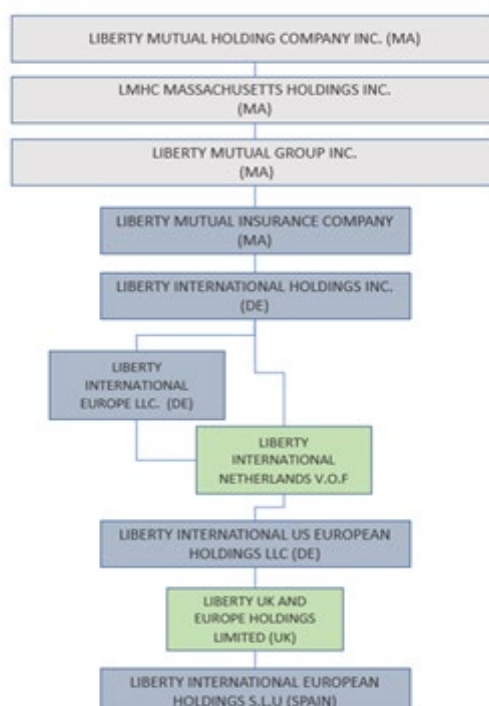 LIBERTY MUTUAL HOLDING COMPANY INC. (MA)
LMHC MASSACHUSETTS HOLDINGS INC.
(MA)
LIBERTY MUTUAL GROUP INC.
(MA)
LIBERTY MUTUAL INSURANCE COMPANY
(MA)
LIBERTY INTERNATIONAL HOLDINGS INC.
(DE)
LIBERTY
INTERNATIONAL
EUROPE LLC. (DE)
LIBERTY
INTERNATIONAL
NETHERLANDS V.O.F
LIBERTY INTERNATIONAL US EUROPEAN
HOLDINGS LLC (DE)
LIBERTY UK AND
EUROPE HOLDINGS
LIMITED (UK)
LIBERTY INTERNATIONAL EUROPEAN
HOLDINGS S.L.U (SPAIN)